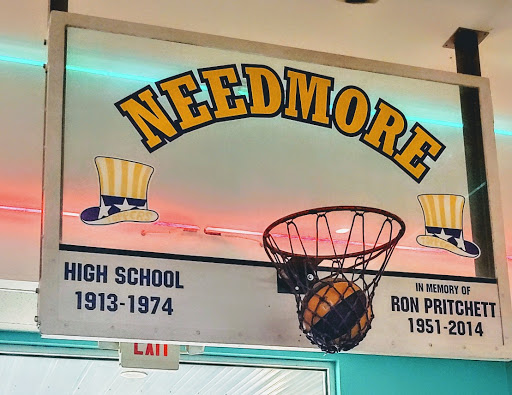 NEEDMORE
HIGH SCHOOL
1913-1974
IN MEMORY OF
RON PRITCHETT
1951-2014
EXIT